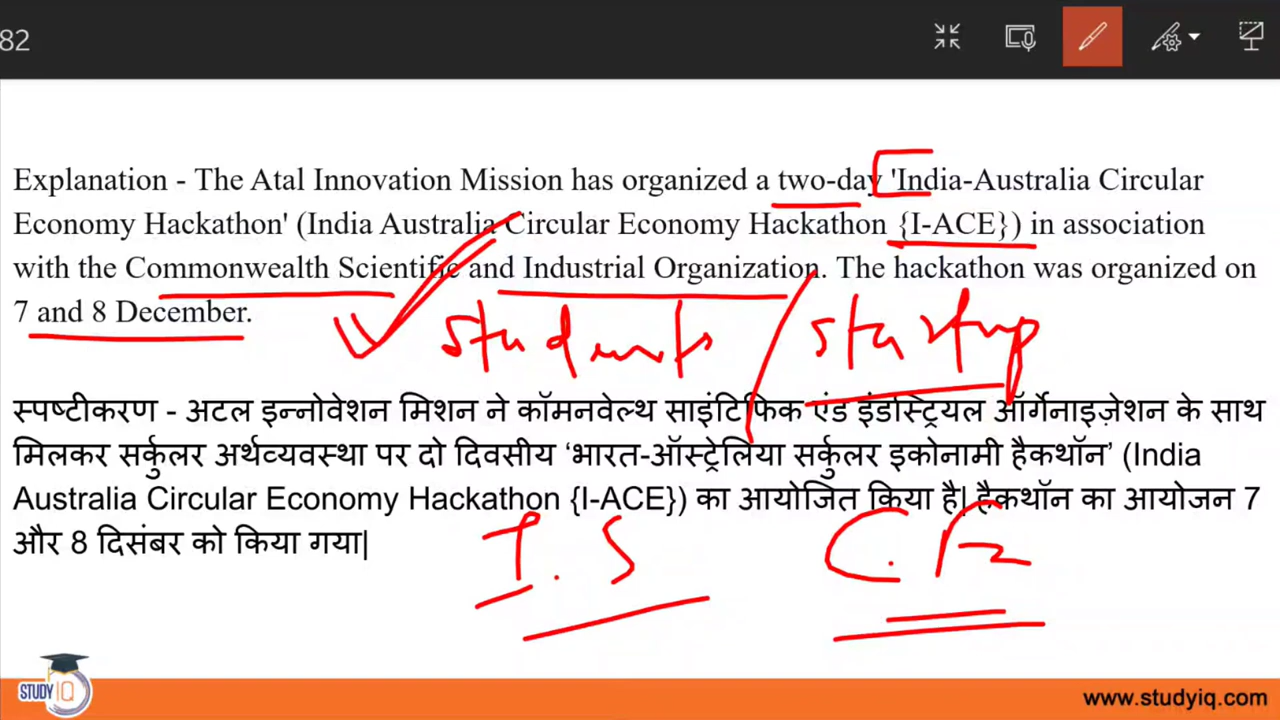 82
Explanation - The Atal Innovation Mission has organized a two-day 'India-Australia Circular
Economy Hackathon' (India Australia Circular Economy Hackathon {I-ACE}) in association
with the Commonwealth Scientific and Industrial Organization. The hackathon was organized on
7 and 8 December.
students / startup
स्पष्टीकरण - अटल इन्नोवेशन मिशन ने कॉमनवेल्थ साइंटिफिक एंड इंडस्ट्रियल ऑर्गेनाइज़ेशन के साथ
मिलकर सर्कुलर अर्थव्यवस्था पर दो दिवसीय ‘भारत-ऑस्ट्रेलिया सर्कुलर इकोनामी हैकथॉन’ (India
Australia Circular Economy Hackathon {I-ACE}) का आयोजित किया है| हैकथॉन का आयोजन 7
और 8 दिसंबर को किया गया|
I. S
STUDY IQ
www.studyiq.com